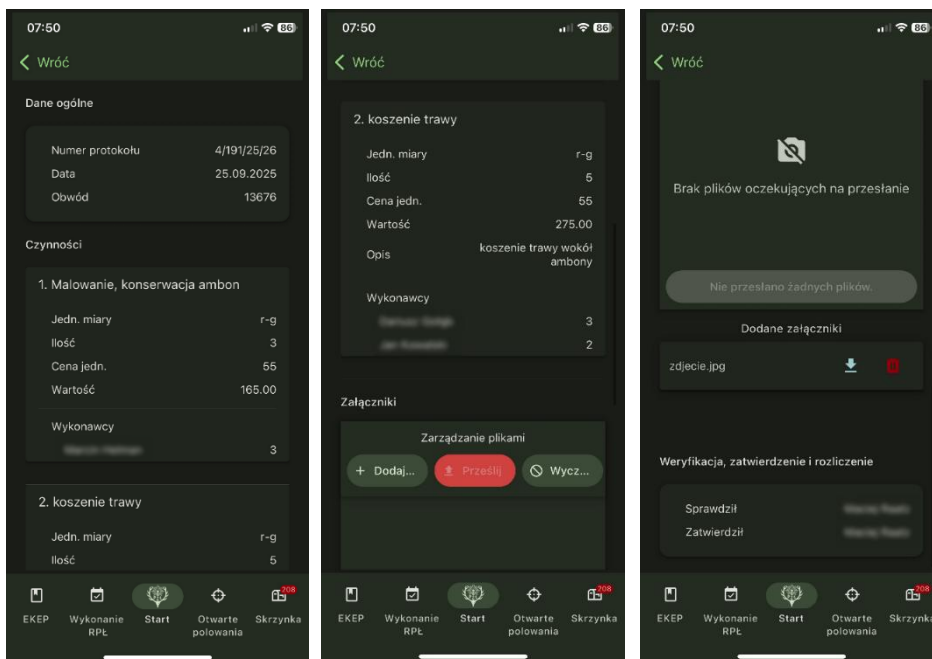 07:50
86
Wróć
Dane ogólne
Numer protokołu 4/191/25/26
Data 25.09.2025
Obwód 13676
Czynności
1. Malowanie, konserwacja ambon
Jedn. miary r-g
Ilość 3
Cena jedn. 55
Wartość 165.00
Wykonawcy
3
2. koszenie trawy
Jedn. miary r-g
Ilość 5
EKEP
Wykonanie RPŁ
Start
Otwarte polowania
Skrzynka
208
07:50
86
Wróć
2. koszenie trawy
Jedn. miary r-g
Ilość 5
Cena jedn. 55
Wartość 275.00
Opis koszenie trawy wokół
ambony
Wykonawcy
3
2
Załączniki
Zarządzanie plikami
+ Dodaj... Prześlij Wycz...
EKEP
Wykonanie RPŁ
Start
Otwarte polowania
Skrzynka
208
07:50
86
Wróć
Brak plików oczekujących na przesłanie
Nie przesłano żadnych plików.
Dodane załączniki
zdjecie.jpg
Weryfikacja, zatwierdzenie i rozliczenie
Sprawdził
Zatwierdził
EKEP
Wykonanie RPŁ
Start
Otwarte polowania
Skrzynka
208